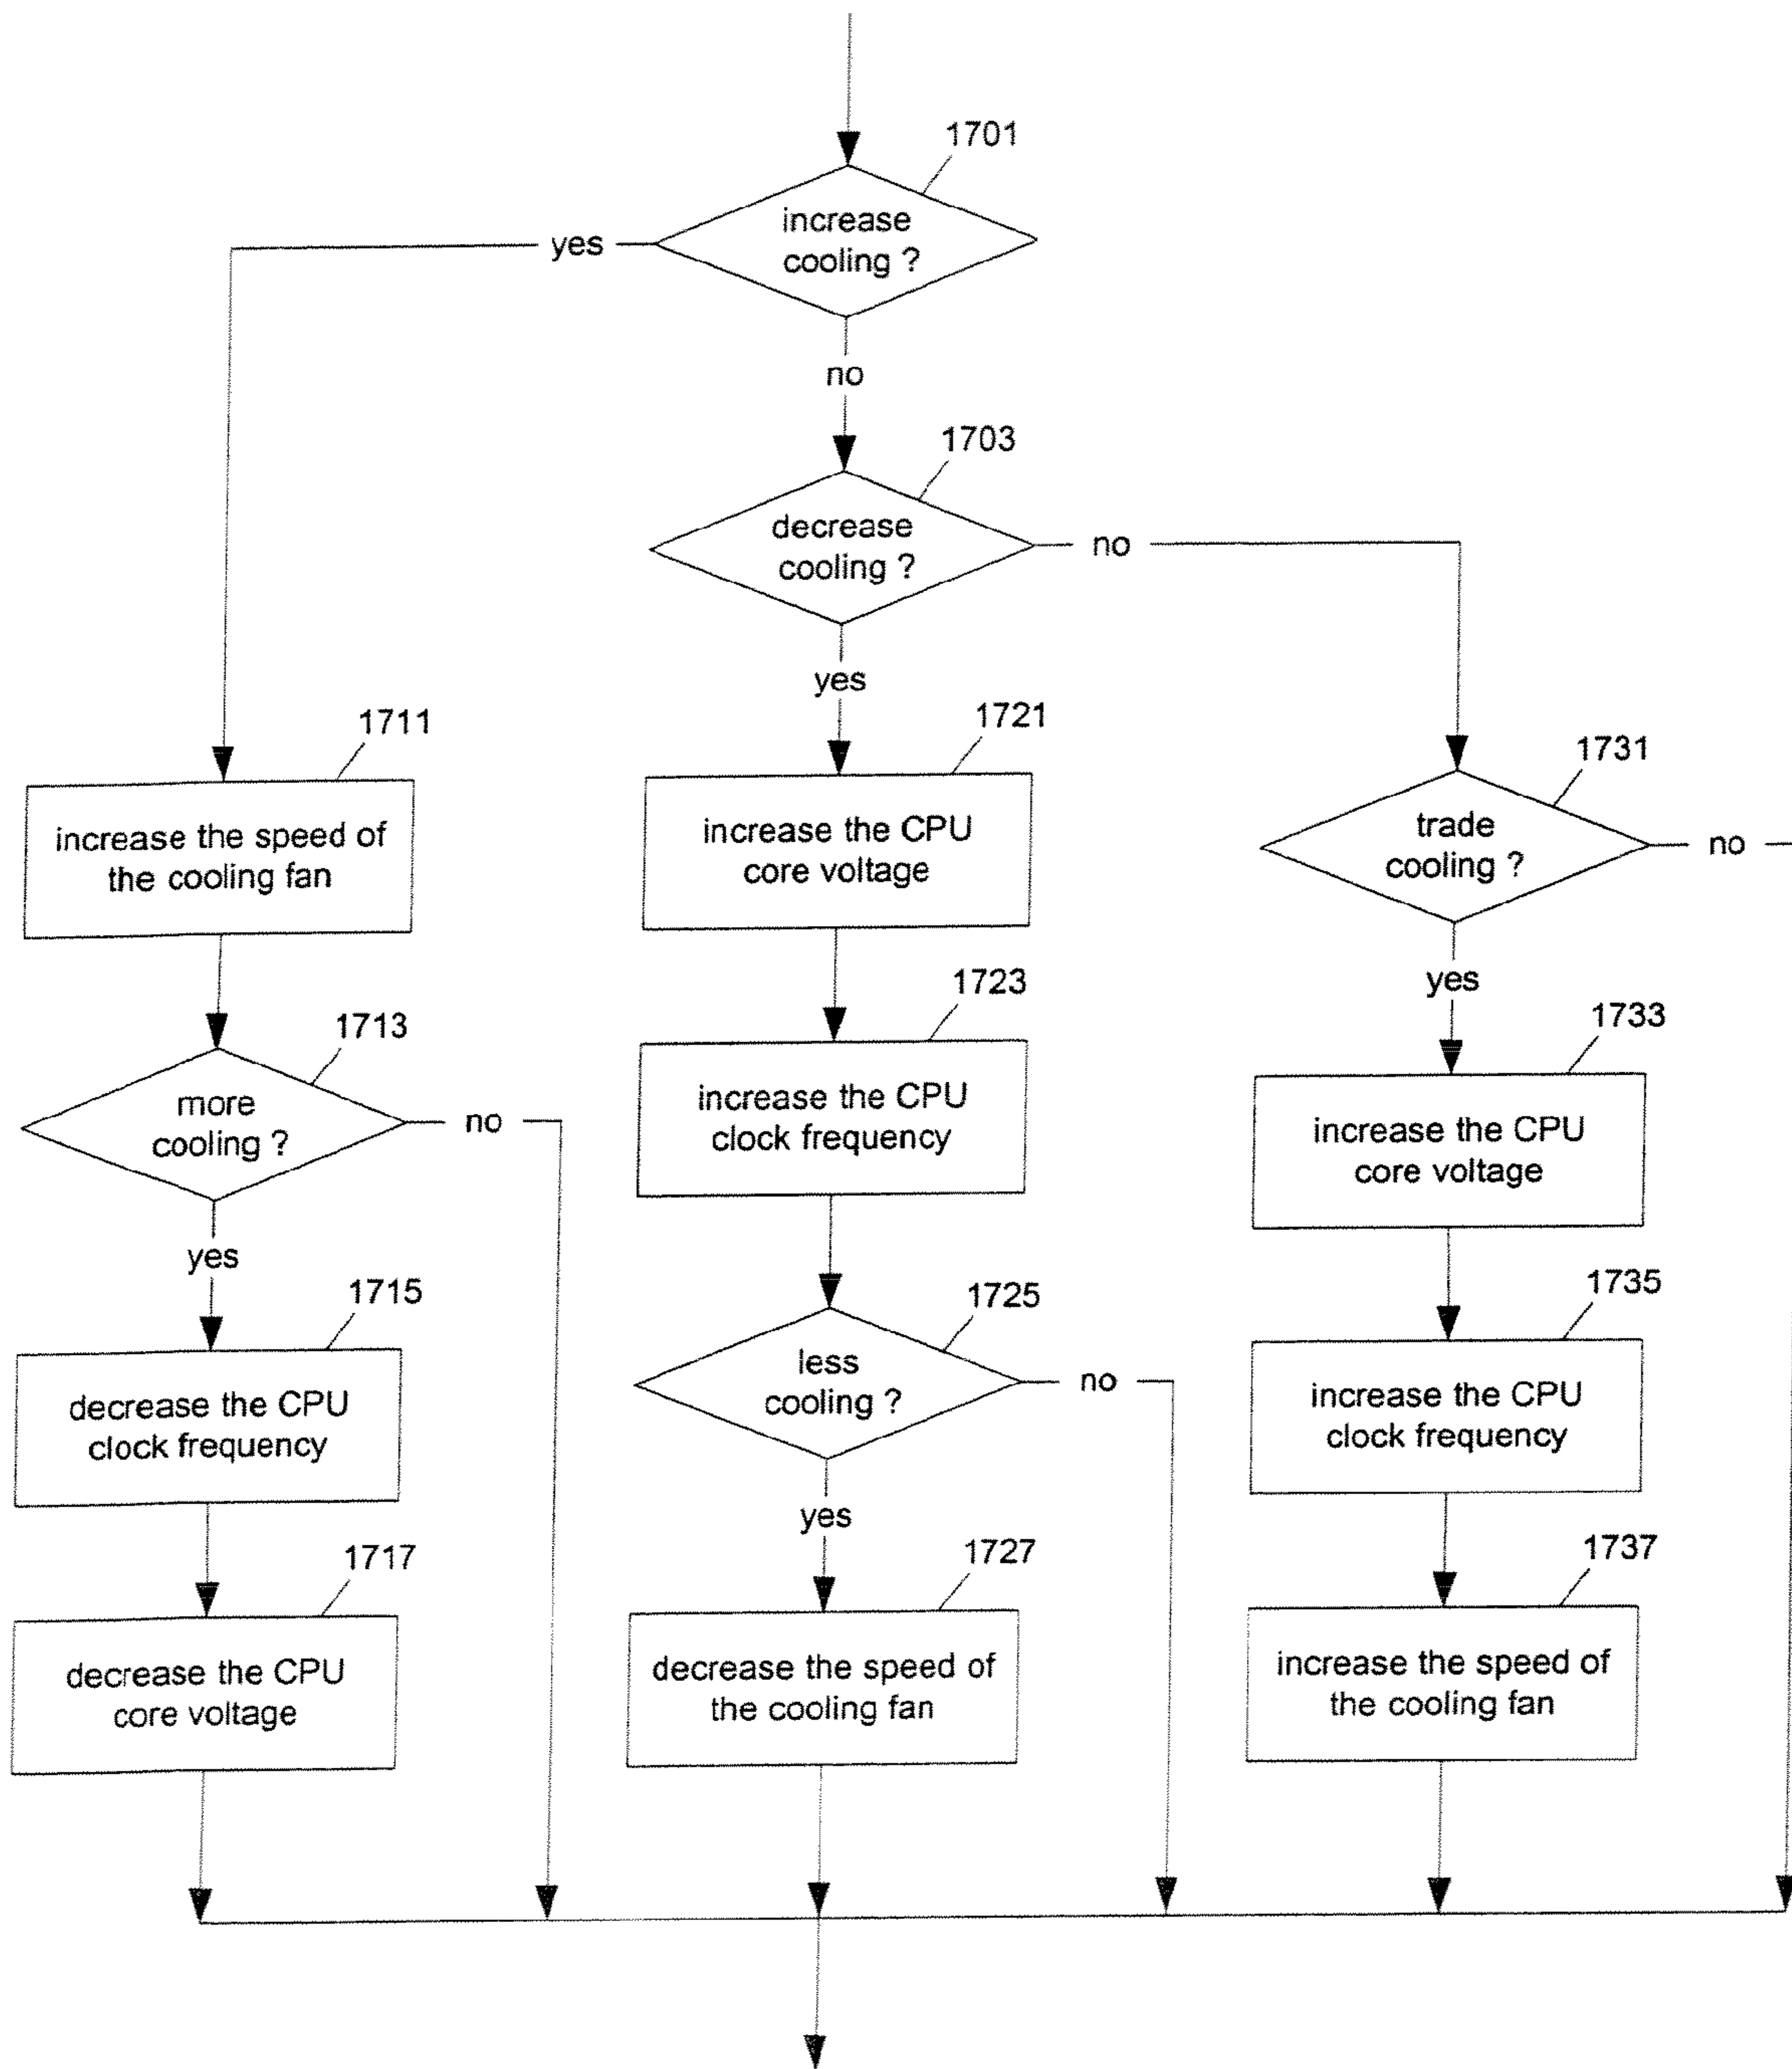 1701
increase
cooling ?
yes
no
1703
decrease
cooling ?
no
yes
1711
increase the speed of
the cooling fan
1721
increase the CPU
core voltage
1731
trade
cooling ?
no
yes
1713
more
cooling ?
no
yes
1723
increase the CPU
clock frequency
1733
increase the CPU
core voltage
1715
decrease the CPU
clock frequency
1725
less
cooling ?
no
yes
1735
increase the CPU
clock frequency
1717
decrease the CPU
core voltage
1727
decrease the speed of
the cooling fan
1737
increase the speed of
the cooling fan